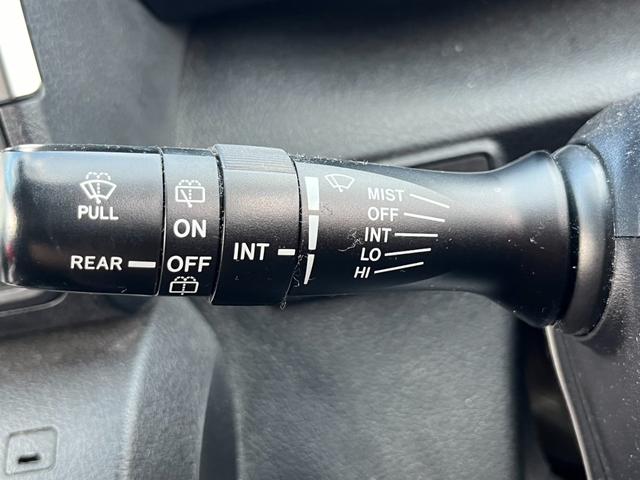 PULL
REAR
ON
OFF
INT
MIST
OFF
INT
LO
HI